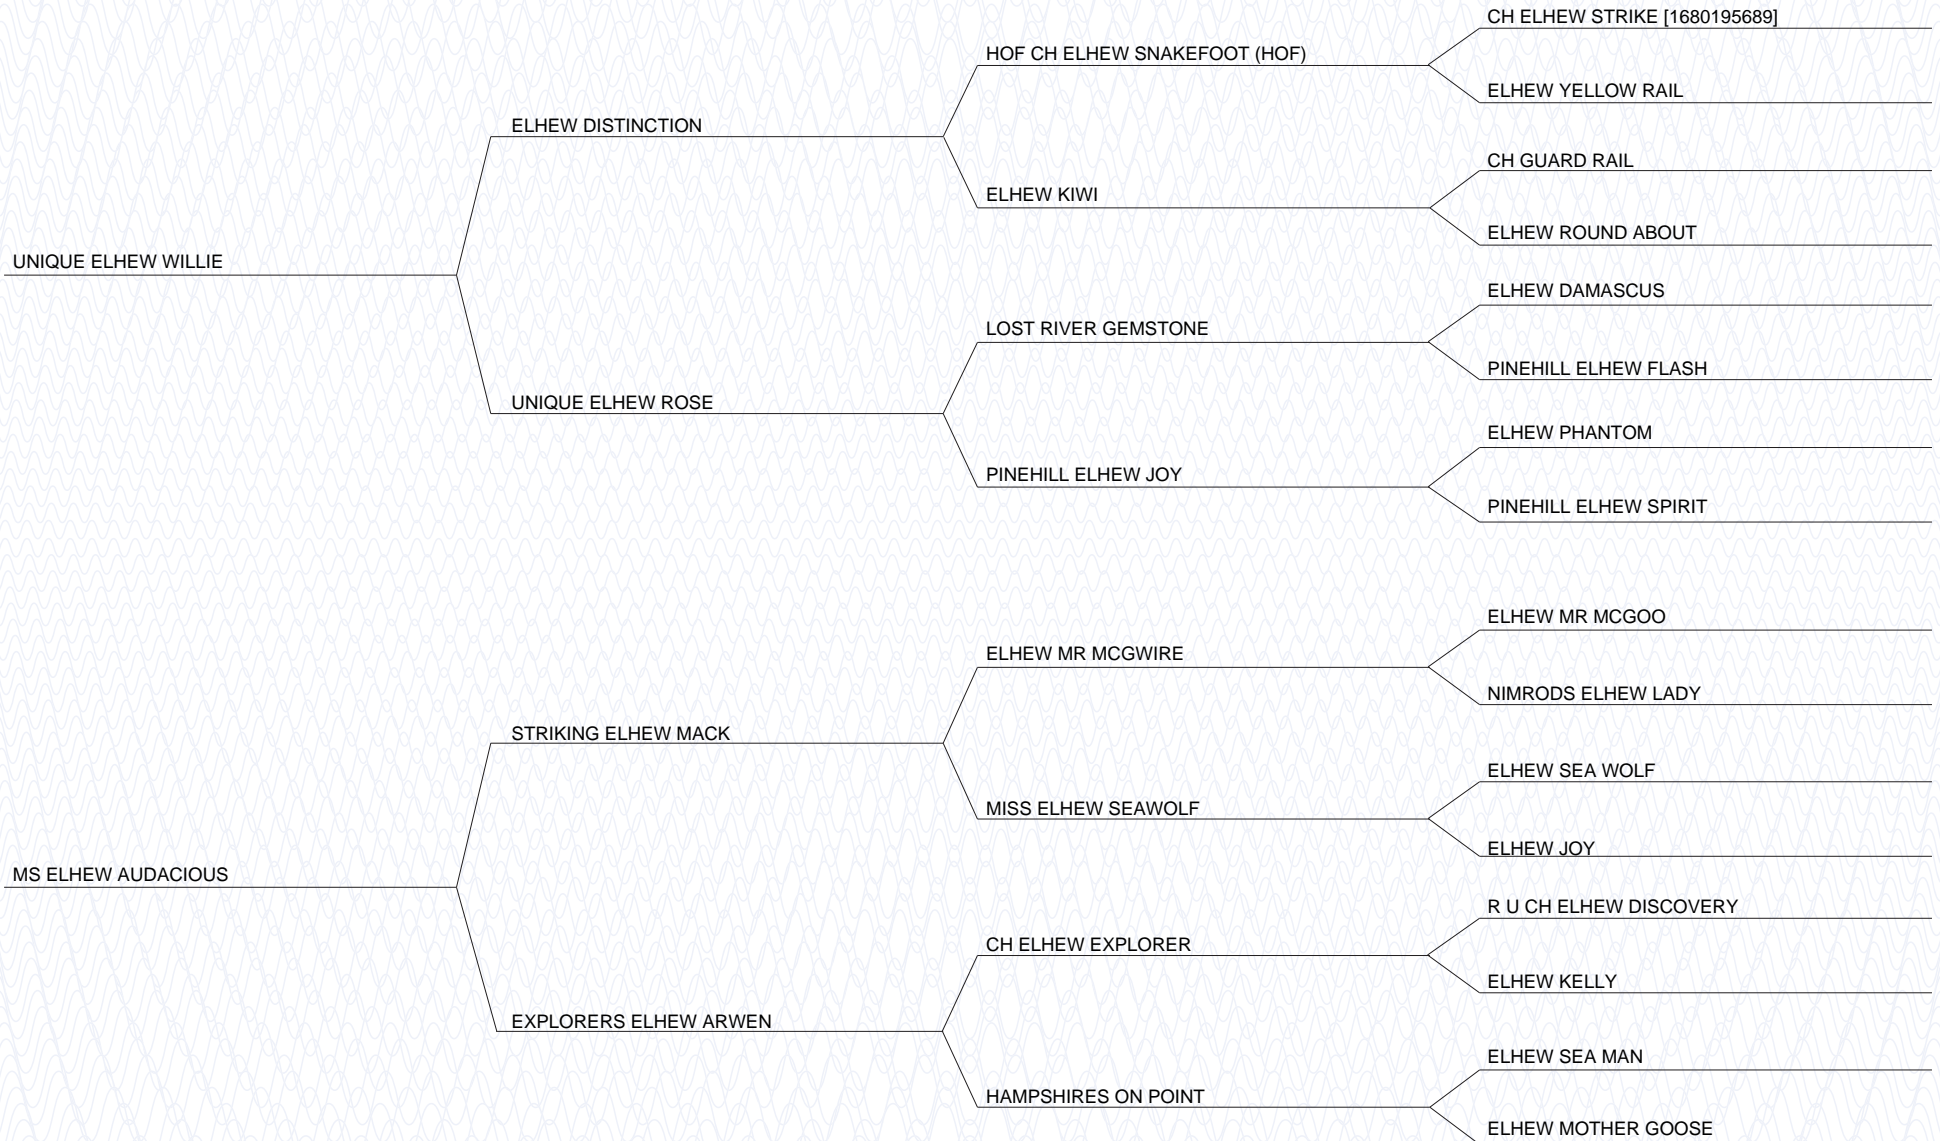 CH ELHEW STRIKE [1680195689]
HOF CH ELHEW SNAKEFOOT (HOF)
ELHEW YELLOW RAIL
ELHEW DISTINCTION
CH GUARD RAIL
ELHEW KIWI
ELHEW ROUND ABOUT
UNIQUE ELHEW WILLIE
ELHEW DAMASCUS
LOST RIVER GEMSTONE
PINEHILL ELHEW FLASH
UNIQUE ELHEW ROSE
ELHEW PHANTOM
PINEHILL ELHEW JOY
PINEHILL ELHEW SPIRIT
ELHEW MR MCGOO
ELHEW MR MCGWIRE
NIMRODS ELHEW LADY
STRIKING ELHEW MACK
ELHEW SEA WOLF
MISS ELHEW SEAWOLF
ELHEW JOY
MS ELHEW AUDACIOUS
R U CH ELHEW DISCOVERY
CH ELHEW EXPLORER
ELHEW KELLY
EXPLORERS ELHEW ARWEN
ELHEW SEA MAN
HAMPSHIRES ON POINT
ELHEW MOTHER GOOSE